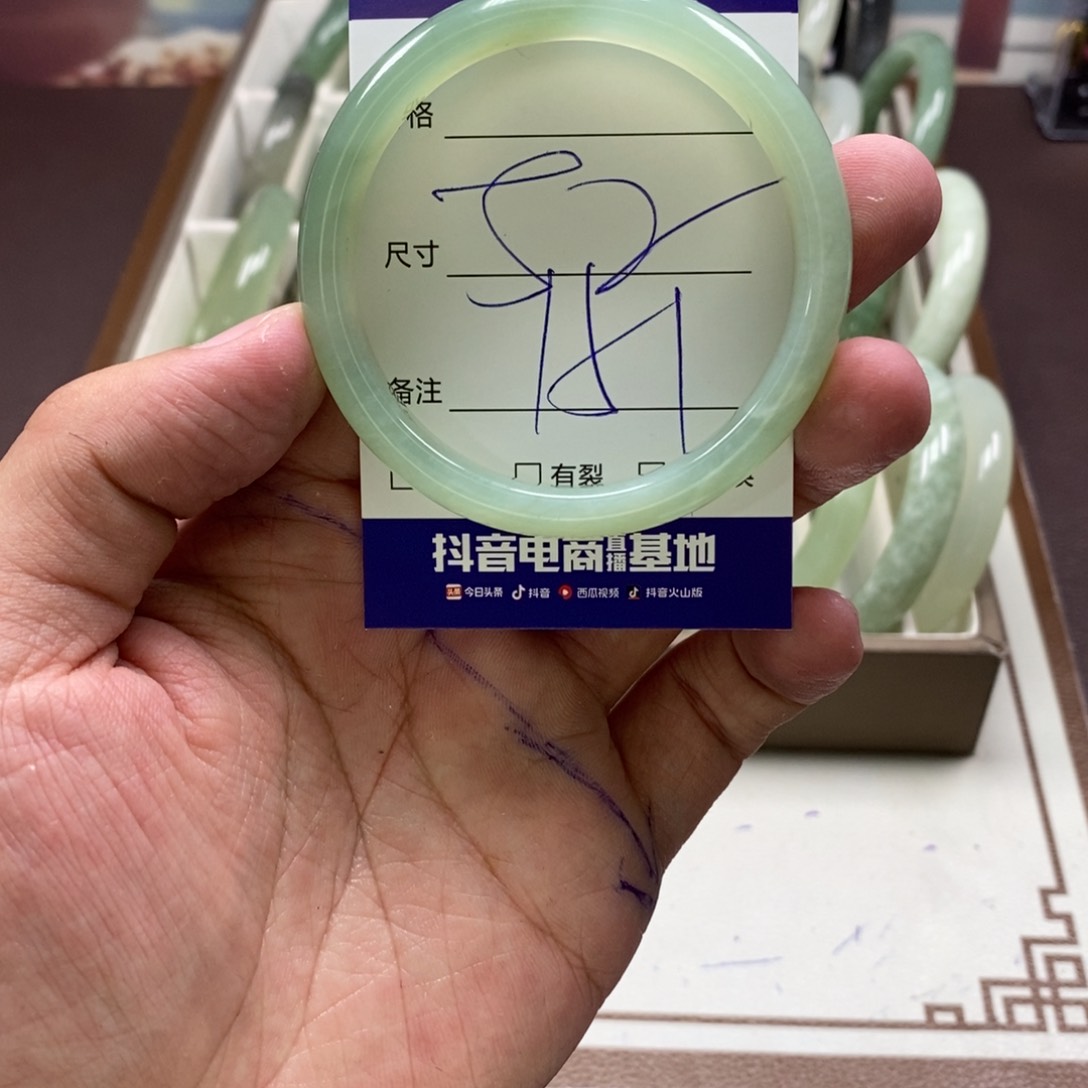 格
尺寸
备注
有裂
抖音电商直播基地
今日头条 抖音 西瓜视频 抖音火山版